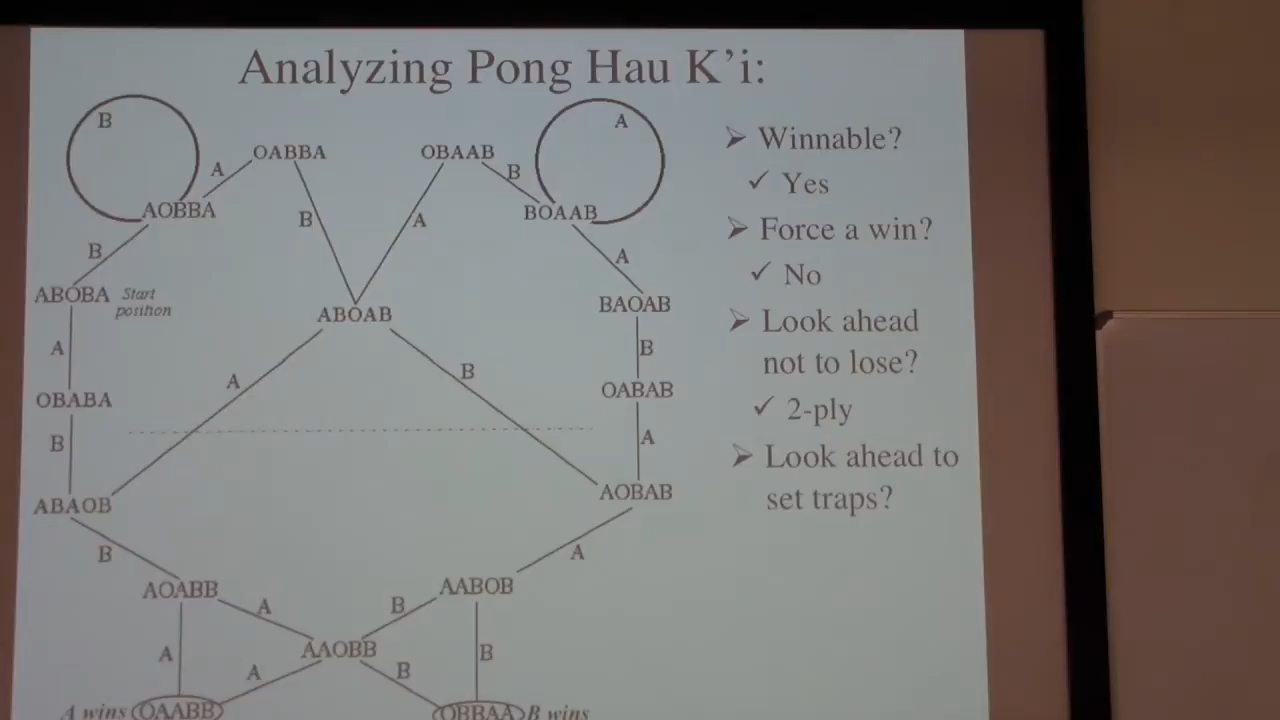 Analyzing Pong Hau K'i:
B
A
OABBA
OBAAB
A
B
AOBBA
BOAAB
B
A
B
A
ABOBA
Start
position
ABOAB
BAOAB
A
B
A
B
OBABA
OABAB
B
A
ABAOB
AOBAB
B
A
AOABB
AABOB
A
B
AAOBB
A
A
B
B
A wins OAABB
OBBAA B wins
➢ Winnable?
✓ Yes
➢ Force a win?
✓ No
➢ Look ahead
not to lose?
✓ 2-ply
➢ Look ahead to
set traps?